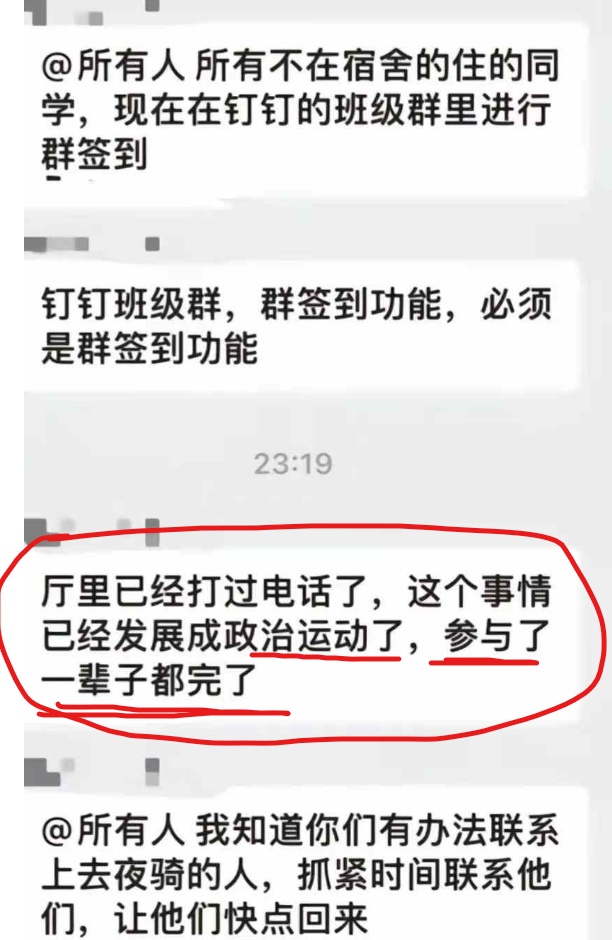 @所有人 所有不在宿舍的住的同
学，现在在钉钉的班级群里进行
群签到
钉钉班级群，群签到功能，必须
是群签到功能
23:19
厅里已经打过电话了，这个事情
已经发展成政治运动了，参与了
一辈子都完了
@所有人 我知道你们有办法联系
上去夜骑的人，抓紧时间联系他
们，让他们快点回来